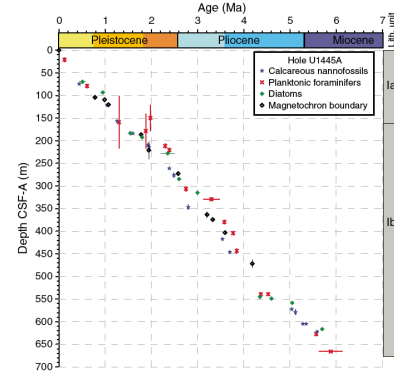 Age (Ma)
0 1 2 3 4 5 6 7
Pleistocene Pliocene Miocene
Lith. unit
Hole U1445A
Calcareous nannofossils
Planktonic foraminifers
Diatoms
Magnetochron boundary
Ia
Ib
Depth CSF-A (m)
0
50
100
150
200
250
300
350
400
450
500
550
600
650
700